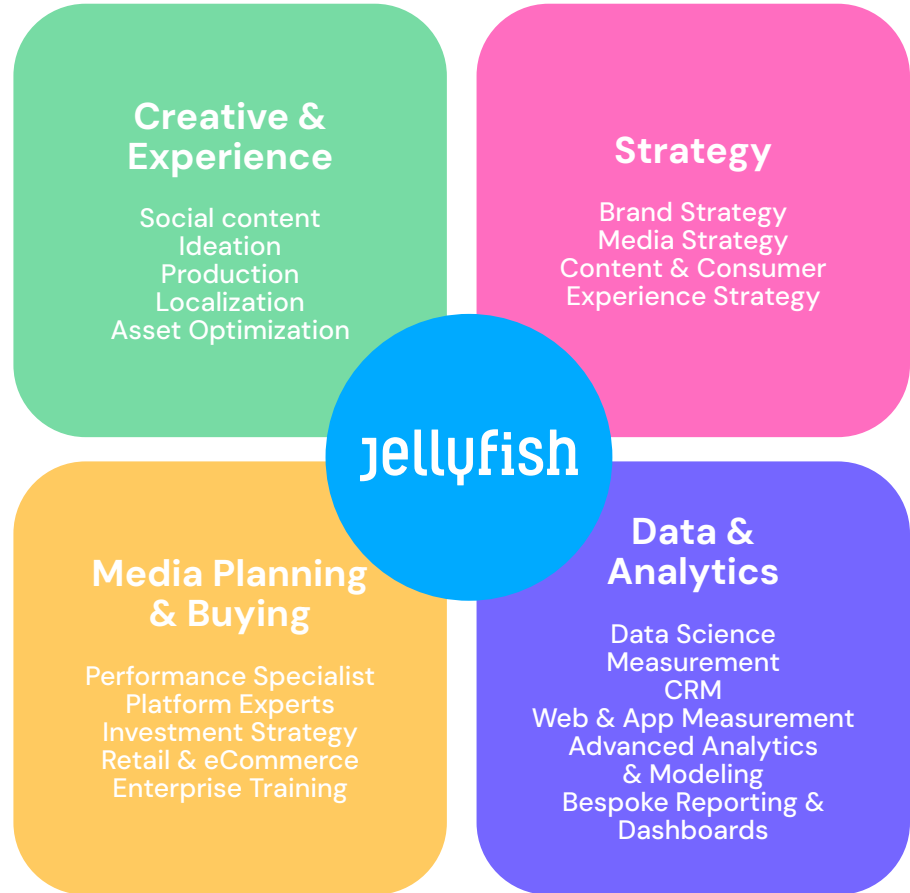 Creative &
Experience
Social content
Ideation
Production
Localization
Asset Optimization
Strategy
Brand Strategy
Media Strategy
Content & Consumer
Experience Strategy
jellyfish
Media Planning
& Buying
Performance Specialist
Platform Experts
Investment Strategy
Retail & eCommerce
Enterprise Training
Data &
Analytics
Data Science
Measurement
CRM
Web & App Measurement
Advanced Analytics
& Modeling
Bespoke Reporting &
Dashboards